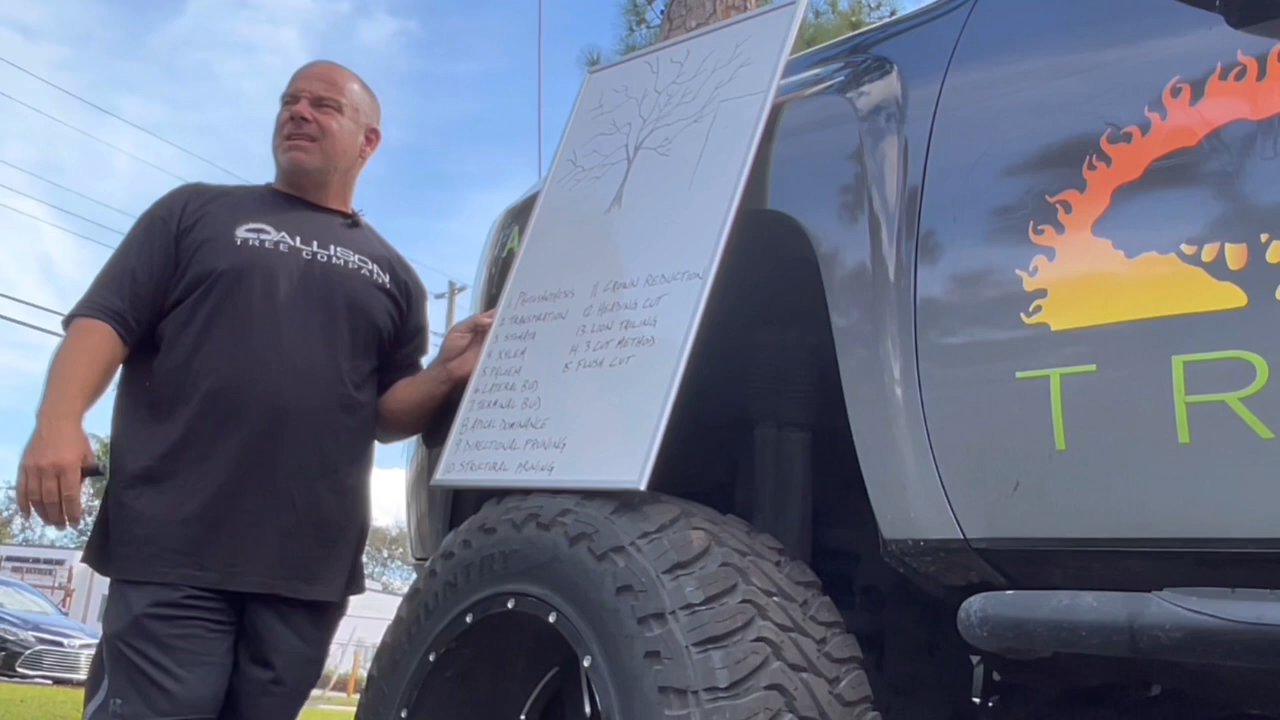 ALLISON
TREE COMPANY
1. PHOTOSYNTHESIS
2 TRANSPIRATION
3 STOMATA
4 XYLEM
5 PHLOEM
6 LATERAL BUD
7 TERMINAL BUD
8 APICAL DOMINANCE
9 DIRECTIONAL PRUNING
10 STRUCTURAL PRUNING
11. CROWN REDUCTION
12 HEADING CUT
13. LION TAILING
14. 3 CUT METHOD
15. FLUSH CUT
OUNTRY
TR